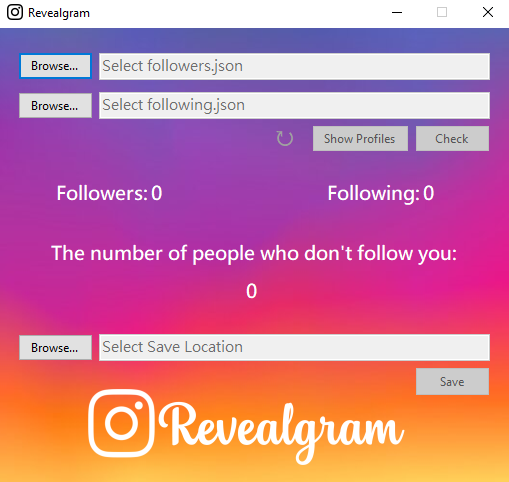 Revealgram
Browse... Select followers.json
Browse... Select following.json
Show Profiles Check
Followers: 0 Following: 0
The number of people who don't follow you:
0
Browse... Select Save Location
Save
Revealgram